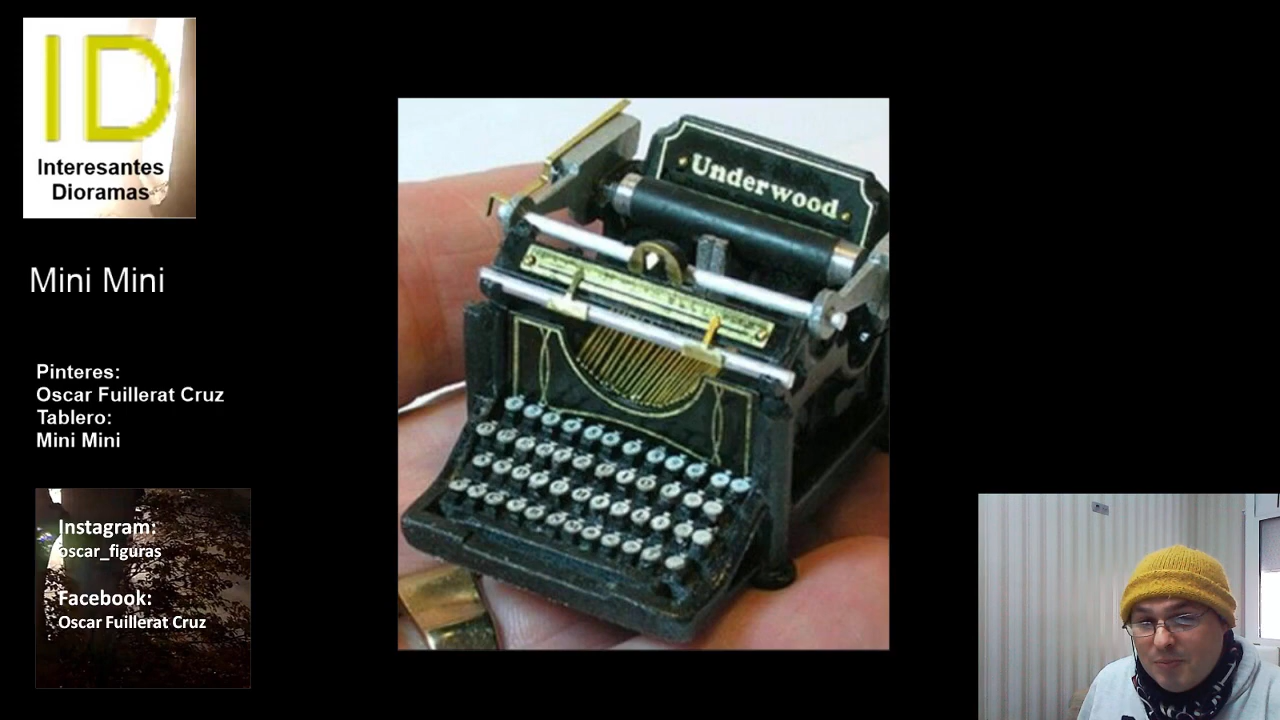 ID
Interesantes
Dioramas
Mini Mini
Pinteres:
Oscar Fuillerat Cruz
Tablero:
Mini Mini
Instagram:
oscar_figuras
Facebook:
Oscar Fuillerat Cruz
Underwood